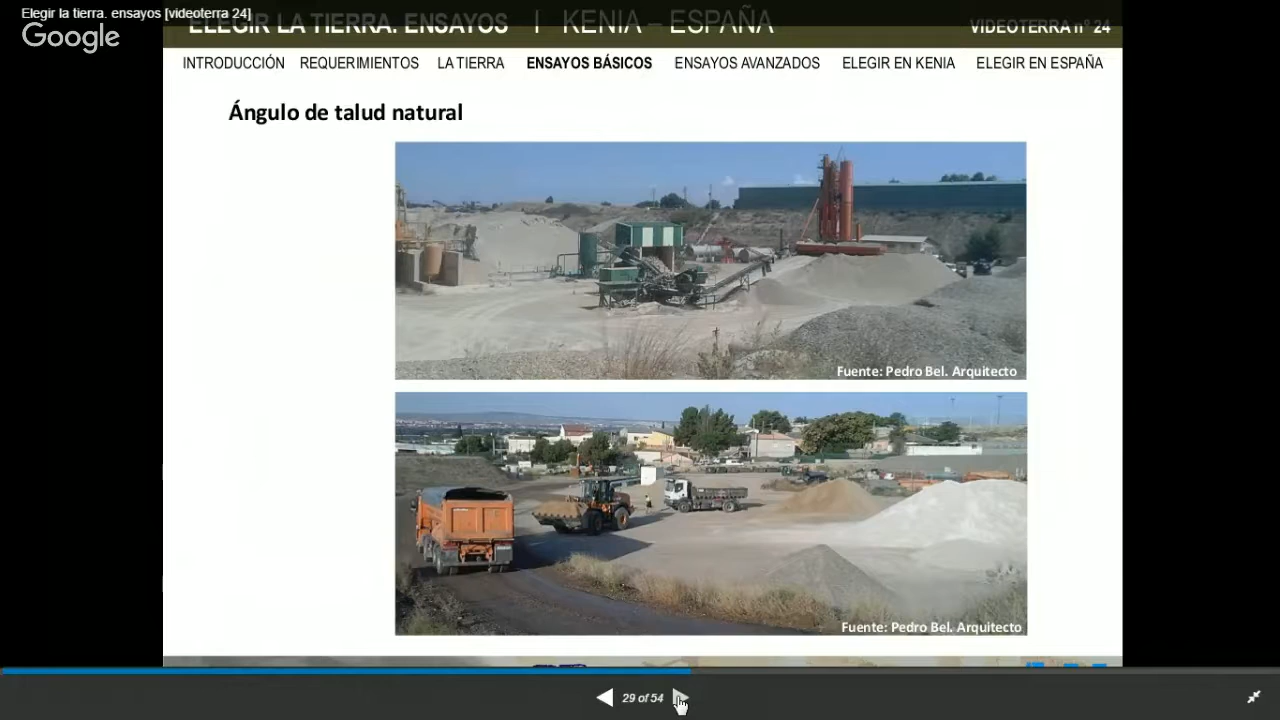 Elegir la tierra. ensayos [videoterra 24]
Google
ELEGIR LA TIERRA. ENSAYOS | KENIA – ESPAÑA VIDEOTERRA nº 24
INTRODUCCIÓN REQUERIMIENTOS LA TIERRA ENSAYOS BÁSICOS ENSAYOS AVANZADOS ELEGIR EN KENIA ELEGIR EN ESPAÑA
Ángulo de talud natural
Fuente: Pedro Bel. Arquitecto
Fuente: Pedro Bel. Arquitecto
29 of 54